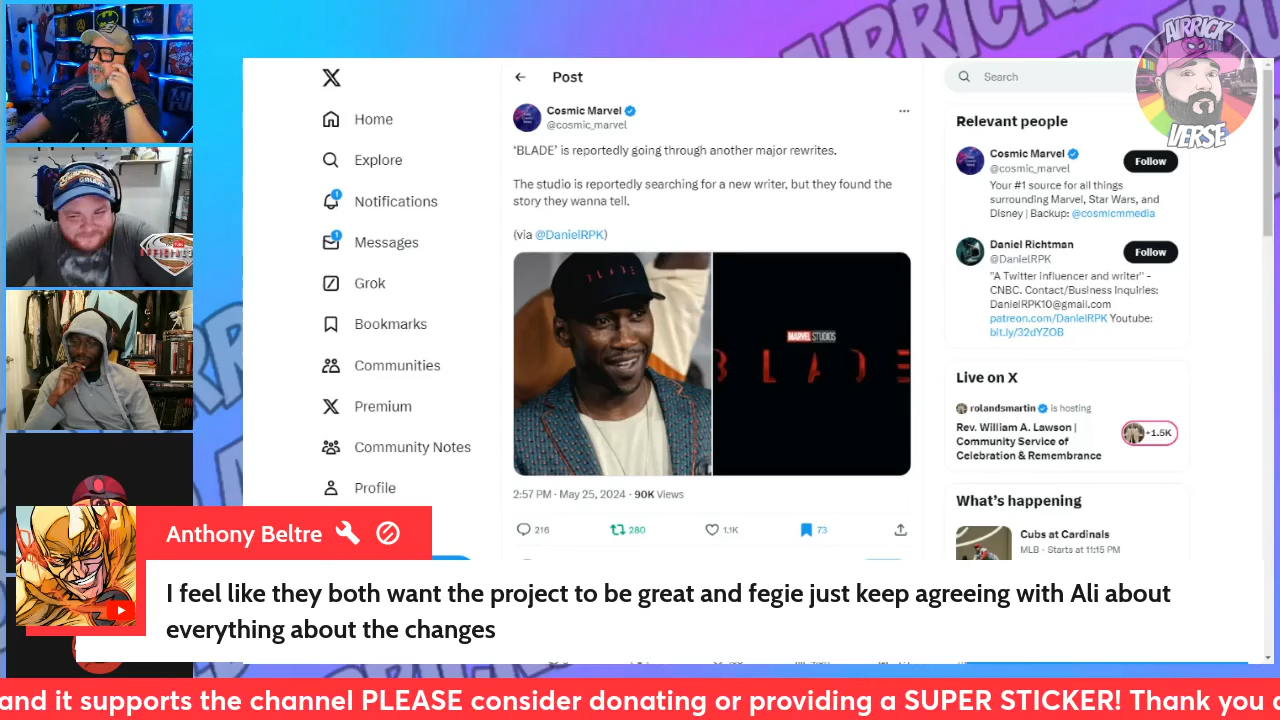 AIRRICK
VERSE
Post
Search
Cosmic Marvel
@cosmic_marvel
'BLADE' is reportedly going through another major rewrites.
The studio is reportedly searching for a new writer, but they found the
story they wanna tell.
(via @DanielRPK)
BLADE
MARVEL STUDIOS
BLADE
2:57 PM · May 25, 2024 · 90K Views
216
280
1.1K
73
Home
Explore
1
Notifications
1
Messages
Grok
Bookmarks
Communities
Premium
Community Notes
Profile
Relevant people
Cosmic Marvel
@cosmic_marvel
Follow
Your #1 source for all things
surrounding Marvel, Star Wars, and
Disney | Backup: @cosmicmmedia
Daniel Richtman
@DanielRPK
Follow
"A Twitter influencer and writer" –
CNBC. Contact/Business Inquiries:
DanielRPK10@gmail.com
patreon.com/DanielRPK Youtube:
bit.ly/32dYZOB
Live on X
rolandsmartin is hosting
Rev. William A. Lawson |
Community Service of
Celebration & Remembrance
+1.5K
What's happening
Cubs at Cardinals
MLB · Starts at 11:15 PM
Anthony Beltre
I feel like they both want the project to be great and fegie just keep agreeing with Ali about
everything about the changes
and it supports the channel PLEASE consider donating or providing a SUPER STICKER! Thank you